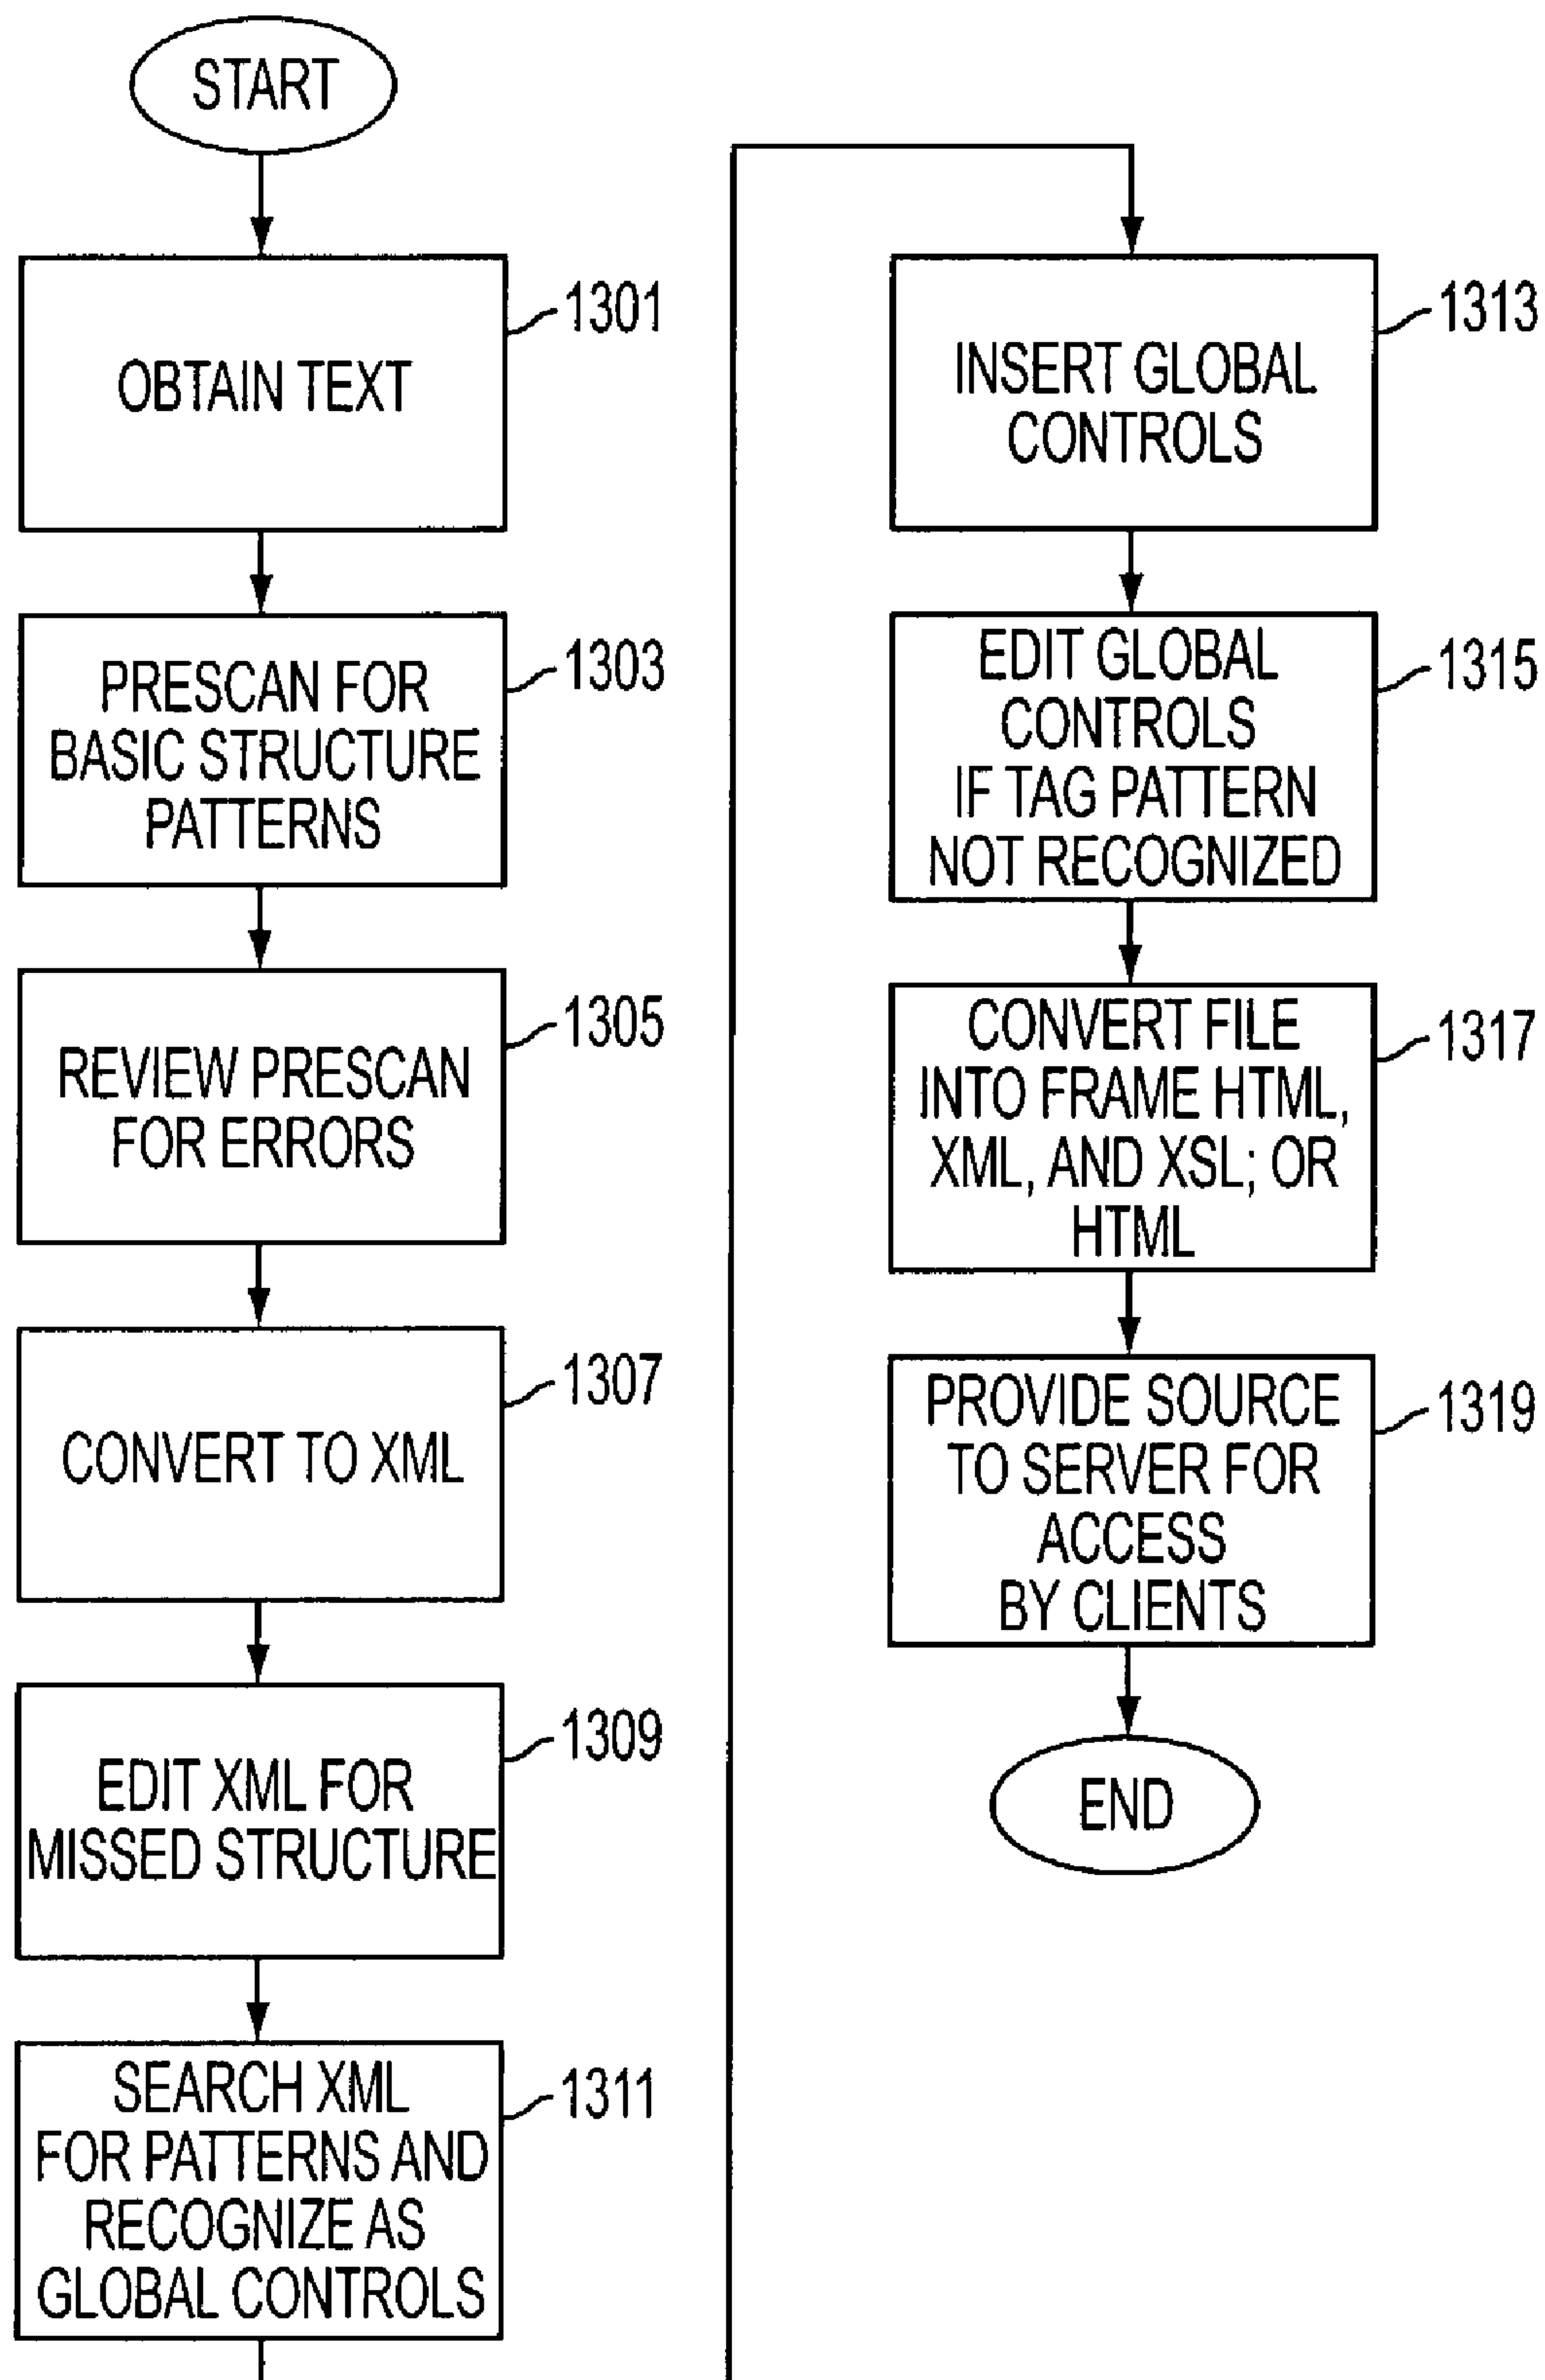 START
OBTAIN TEXT
1301
PRESCAN FOR
BASIC STRUCTURE
PATTERNS
1303
REVIEW PRESCAN
FOR ERRORS
1305
CONVERT TO XML
1307
EDIT XML FOR
MISSED STRUCTURE
1309
SEARCH XML
FOR PATTERNS AND
RECOGNIZE AS
GLOBAL CONTROLS
1311
INSERT GLOBAL
CONTROLS
1313
EDIT GLOBAL
CONTROLS
IF TAG PATTERN
NOT RECOGNIZED
1315
CONVERT FILE
INTO FRAME HTML,
XML, AND XSL; OR
HTML
1317
PROVIDE SOURCE
TO SERVER FOR
ACCESS
BY CLIENTS
1319
END